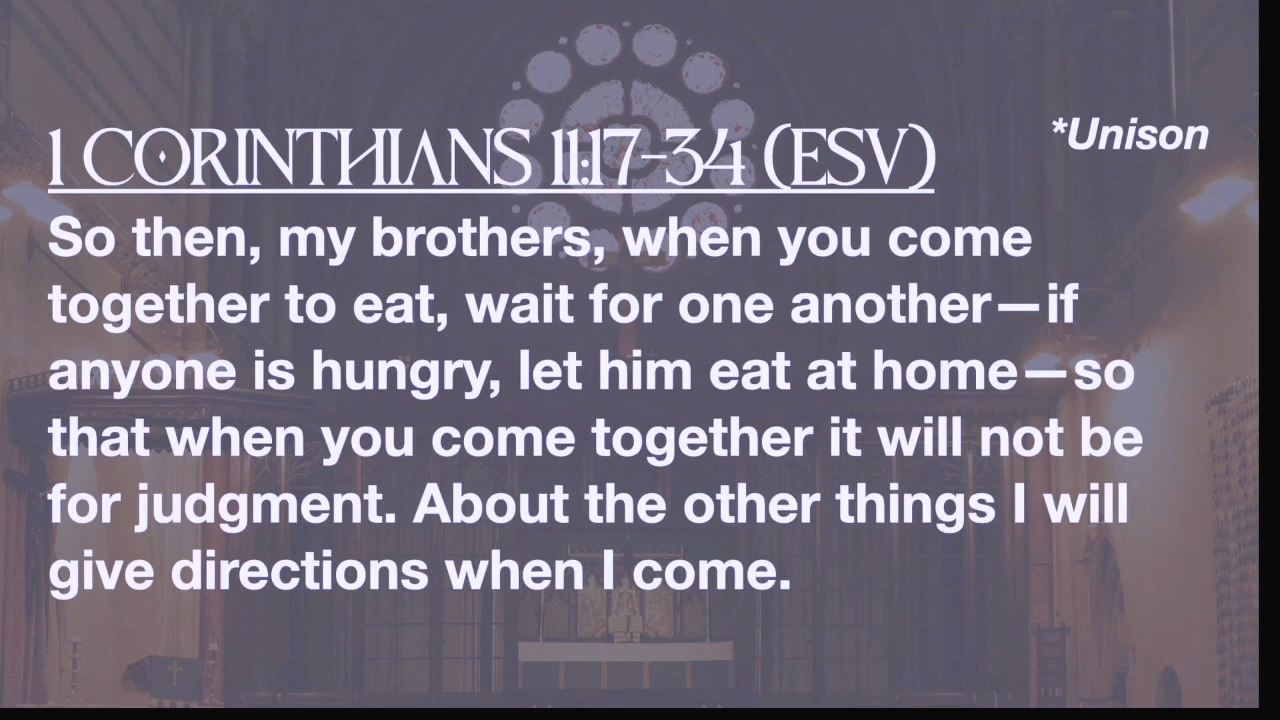 1 CORINTHIANS 11:17-34 (ESV)
*Unison
So then, my brothers, when you come
together to eat, wait for one another—if
anyone is hungry, let him eat at home—so
that when you come together it will not be
for judgment. About the other things I will
give directions when I come.
116